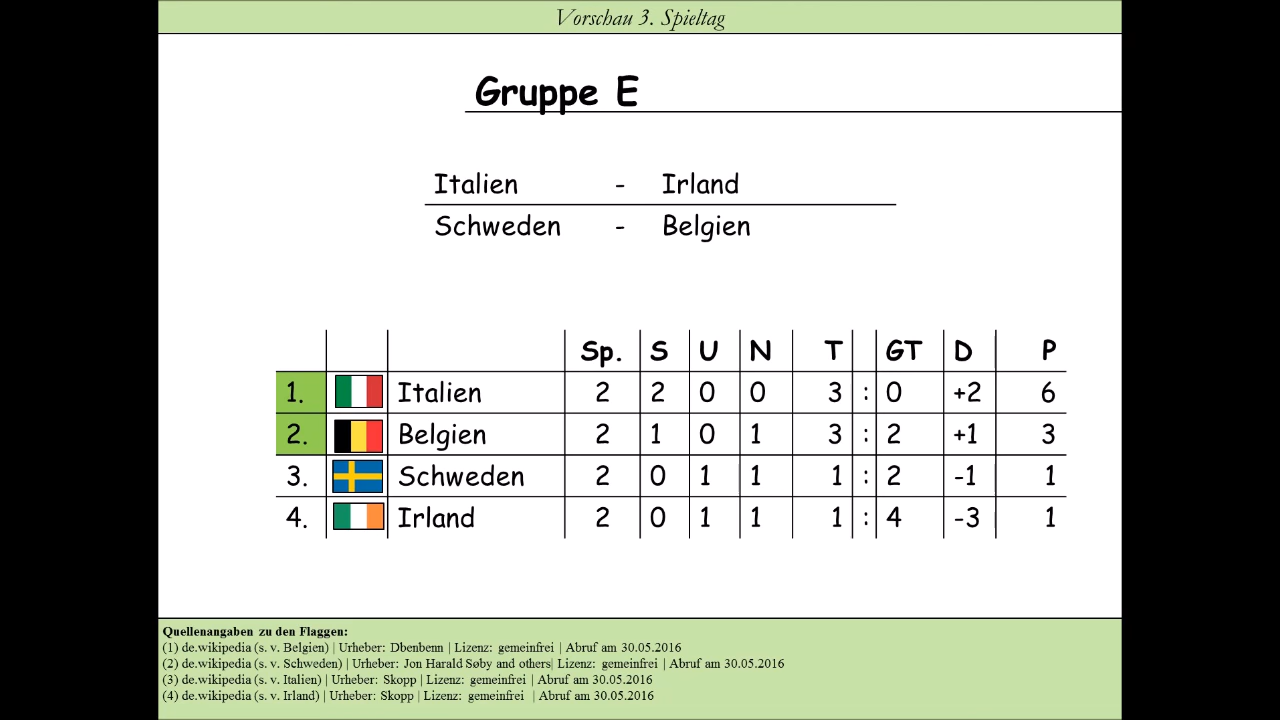 Vorschau 3. Spieltag
Gruppe E
Italien - Irland
Schweden - Belgien
Sp. S U N T GT D P
1. Italien 2 2 0 0 3 : 0 +2 6
2. Belgien 2 1 0 1 3 : 2 +1 3
3. Schweden 2 0 1 1 1 : 2 -1 1
4. Irland 2 0 1 1 1 : 4 -3 1
Quellenangaben zu den Flaggen:
(1) de.wikipedia (s. v. Belgien) | Urheber: Dbenbenn | Lizenz: gemeinfrei | Abruf am 30.05.2016
(2) de.wikipedia (s. v. Schweden) | Urheber: Jon Harald Søby and others| Lizenz: gemeinfrei | Abruf am 30.05.2016
(3) de.wikipedia (s. v. Italien) | Urheber: Skopp | Lizenz: gemeinfrei | Abruf am 30.05.2016
(4) de.wikipedia (s. v. Irland) | Urheber: Skopp | Lizenz: gemeinfrei | Abruf am 30.05.2016